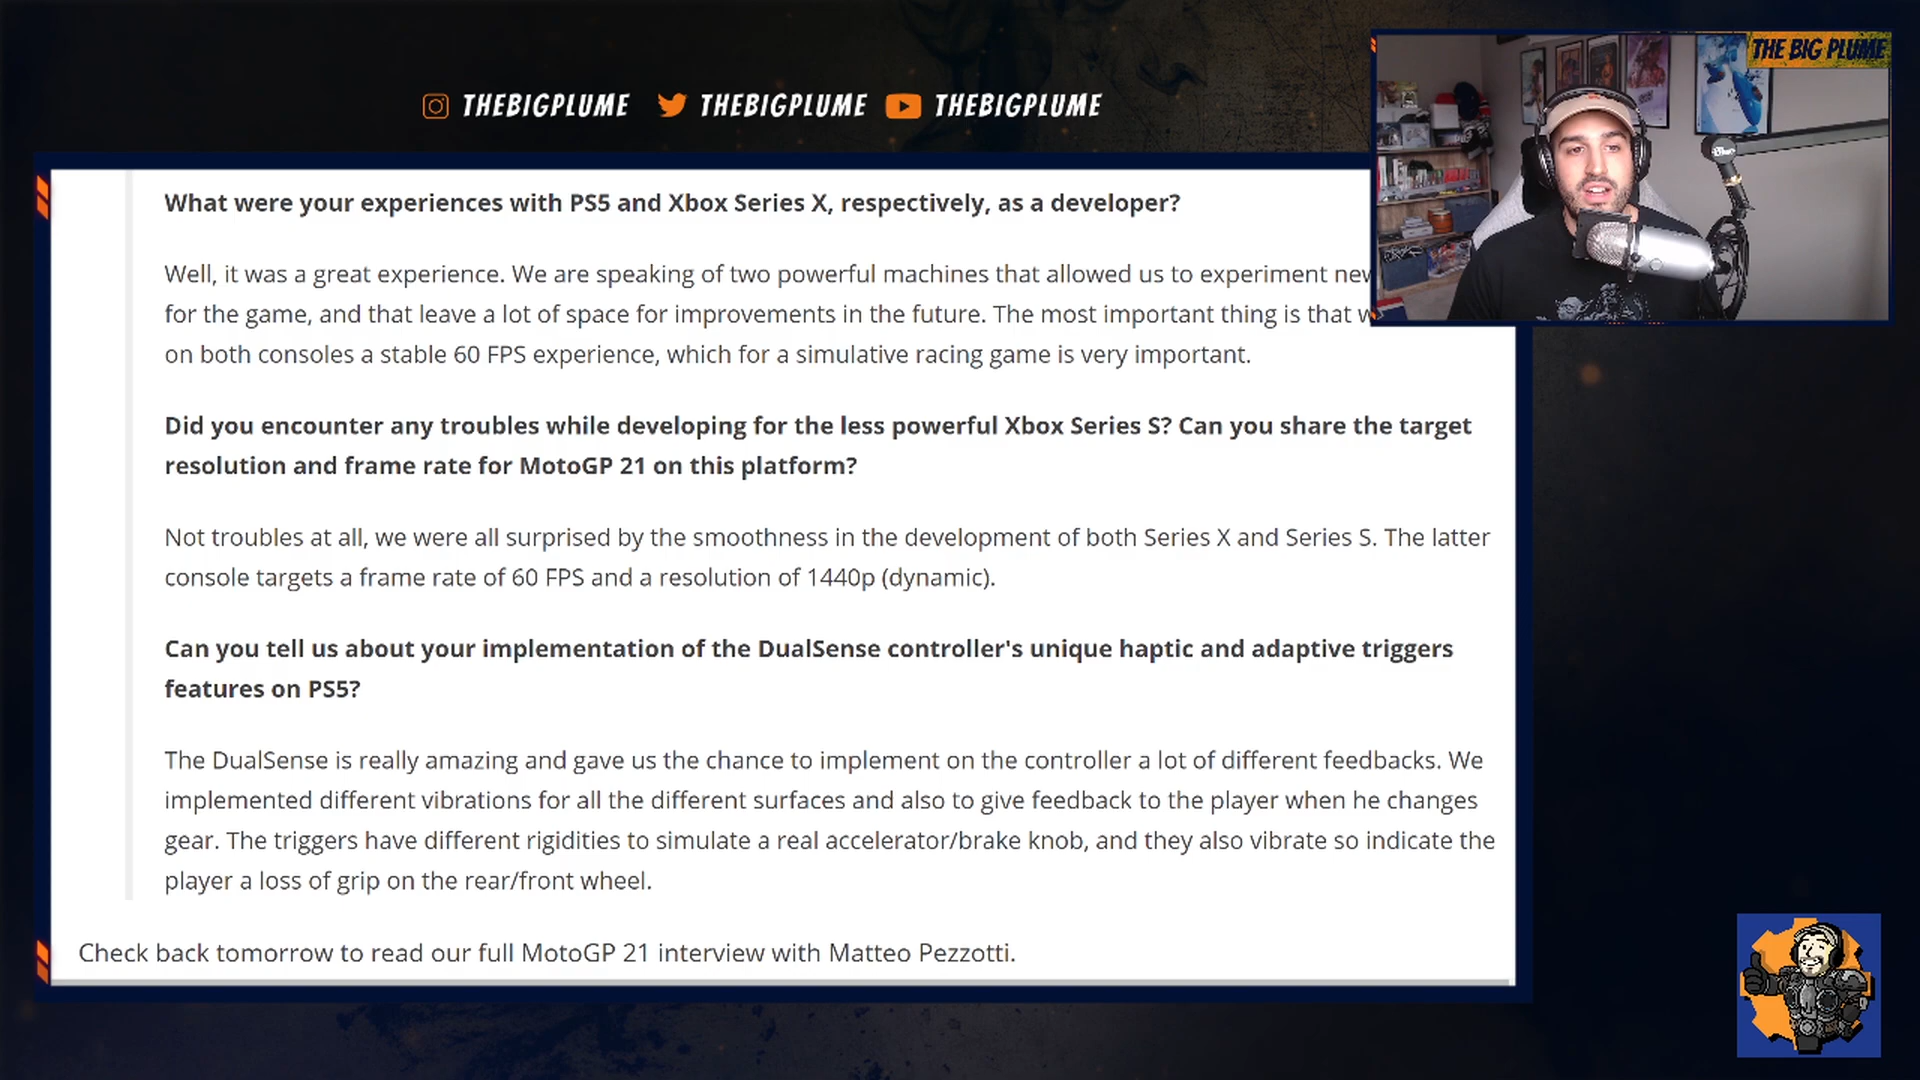 THE BIG PLUME
THEBIGPLUME THEBIGPLUME THEBIGPLUME
What were your experiences with PS5 and Xbox Series X, respectively, as a developer?
Well, it was a great experience. We are speaking of two powerful machines that allowed us to experiment
for the game, and that leave a lot of space for improvements in the future. The most important thing is that
on both consoles a stable 60 FPS experience, which for a simulative racing game is very important.
Did you encounter any troubles while developing for the less powerful Xbox Series S? Can you share the target
resolution and frame rate for MotoGP 21 on this platform?
Not troubles at all, we were all surprised by the smoothness in the development of both Series X and Series S. The latter
console targets a frame rate of 60 FPS and a resolution of 1440p (dynamic).
Can you tell us about your implementation of the DualSense controller's unique haptic and adaptive triggers
features on PS5?
The DualSense is really amazing and gave us the chance to implement on the controller a lot of different feedbacks. We
implemented different vibrations for all the different surfaces and also to give feedback to the player when he changes
gear. The triggers have different rigidities to simulate a real accelerator/brake knob, and they also vibrate so indicate the
player a loss of grip on the rear/front wheel.
Check back tomorrow to read our full MotoGP 21 interview with Matteo Pezzotti.